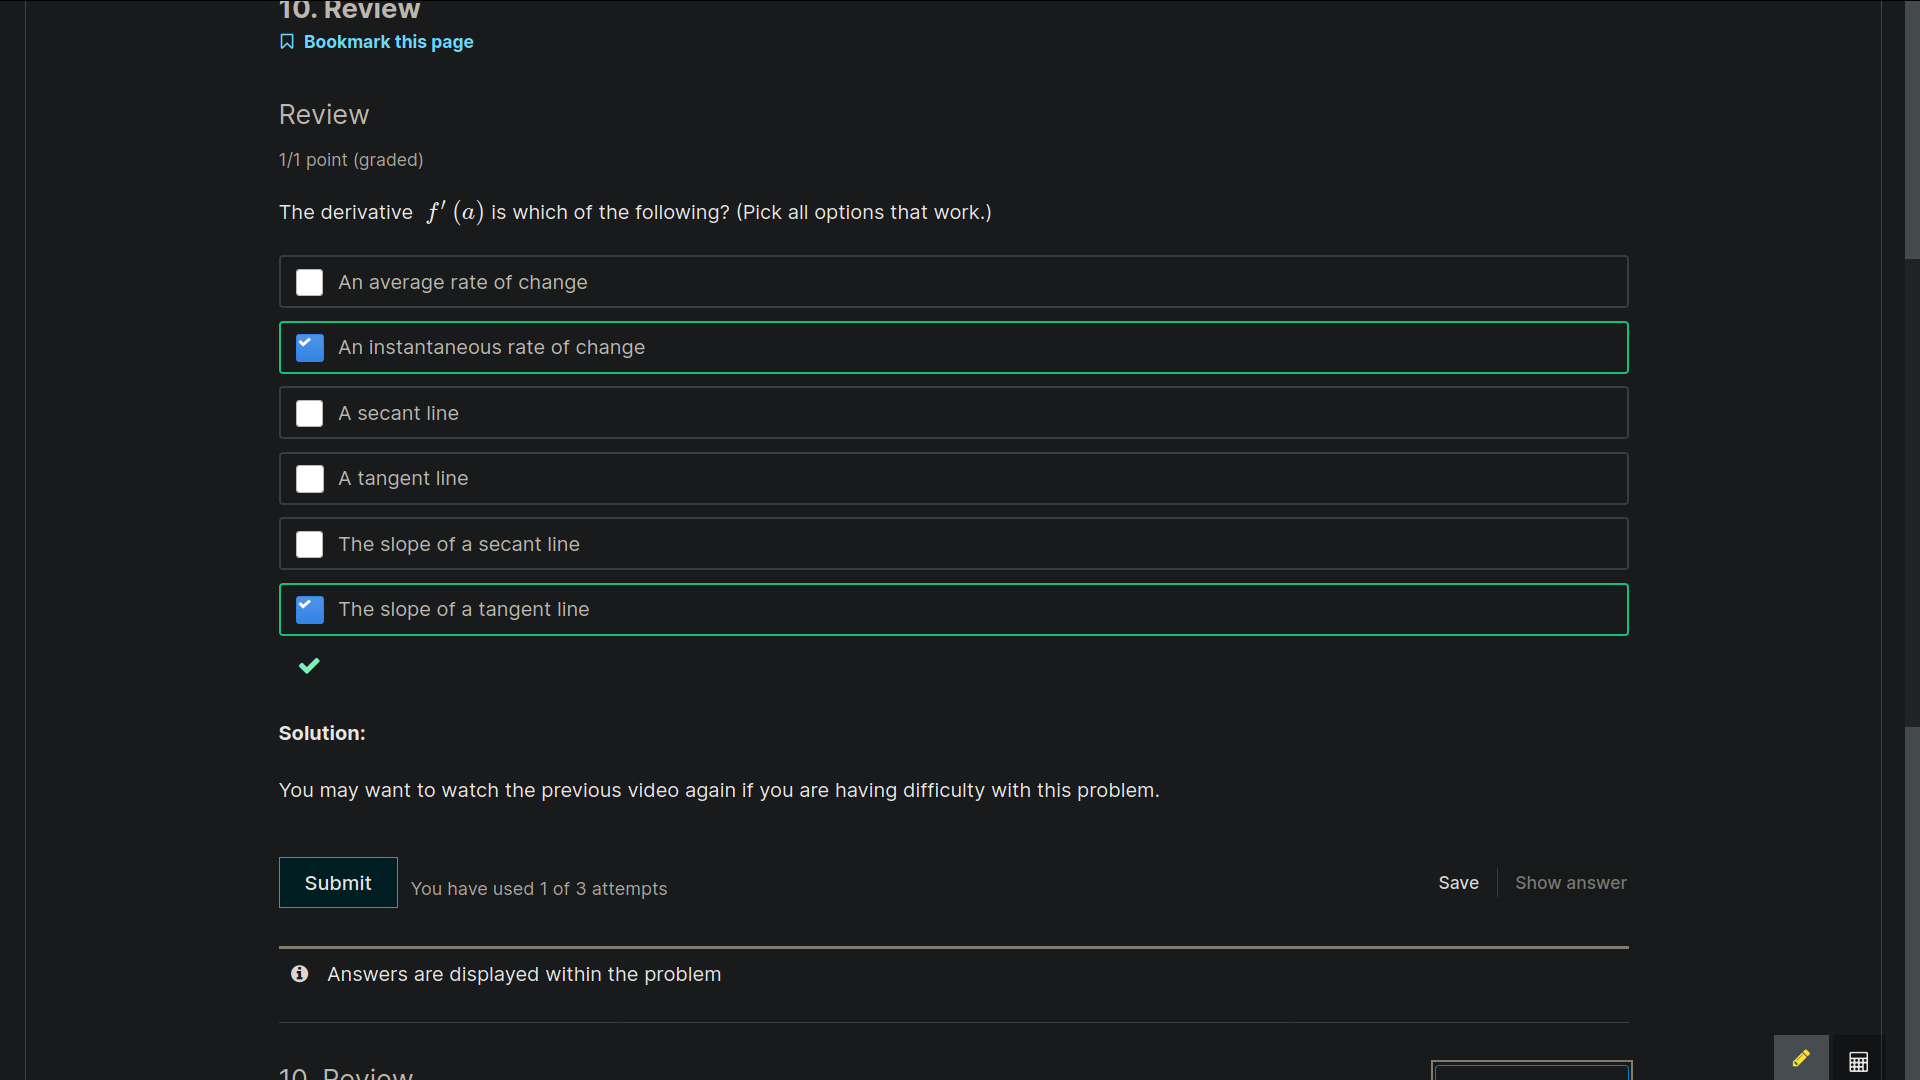 10. Review
Bookmark this page
Review
1/1 point (graded)
The derivative f′(a) is which of the following? (Pick all options that work.)
An average rate of change
An instantaneous rate of change
A secant line
A tangent line
The slope of a secant line
The slope of a tangent line
Solution:
You may want to watch the previous video again if you are having difficulty with this problem.
Submit
You have used 1 of 3 attempts
Save
Show answer
Answers are displayed within the problem
10. Review